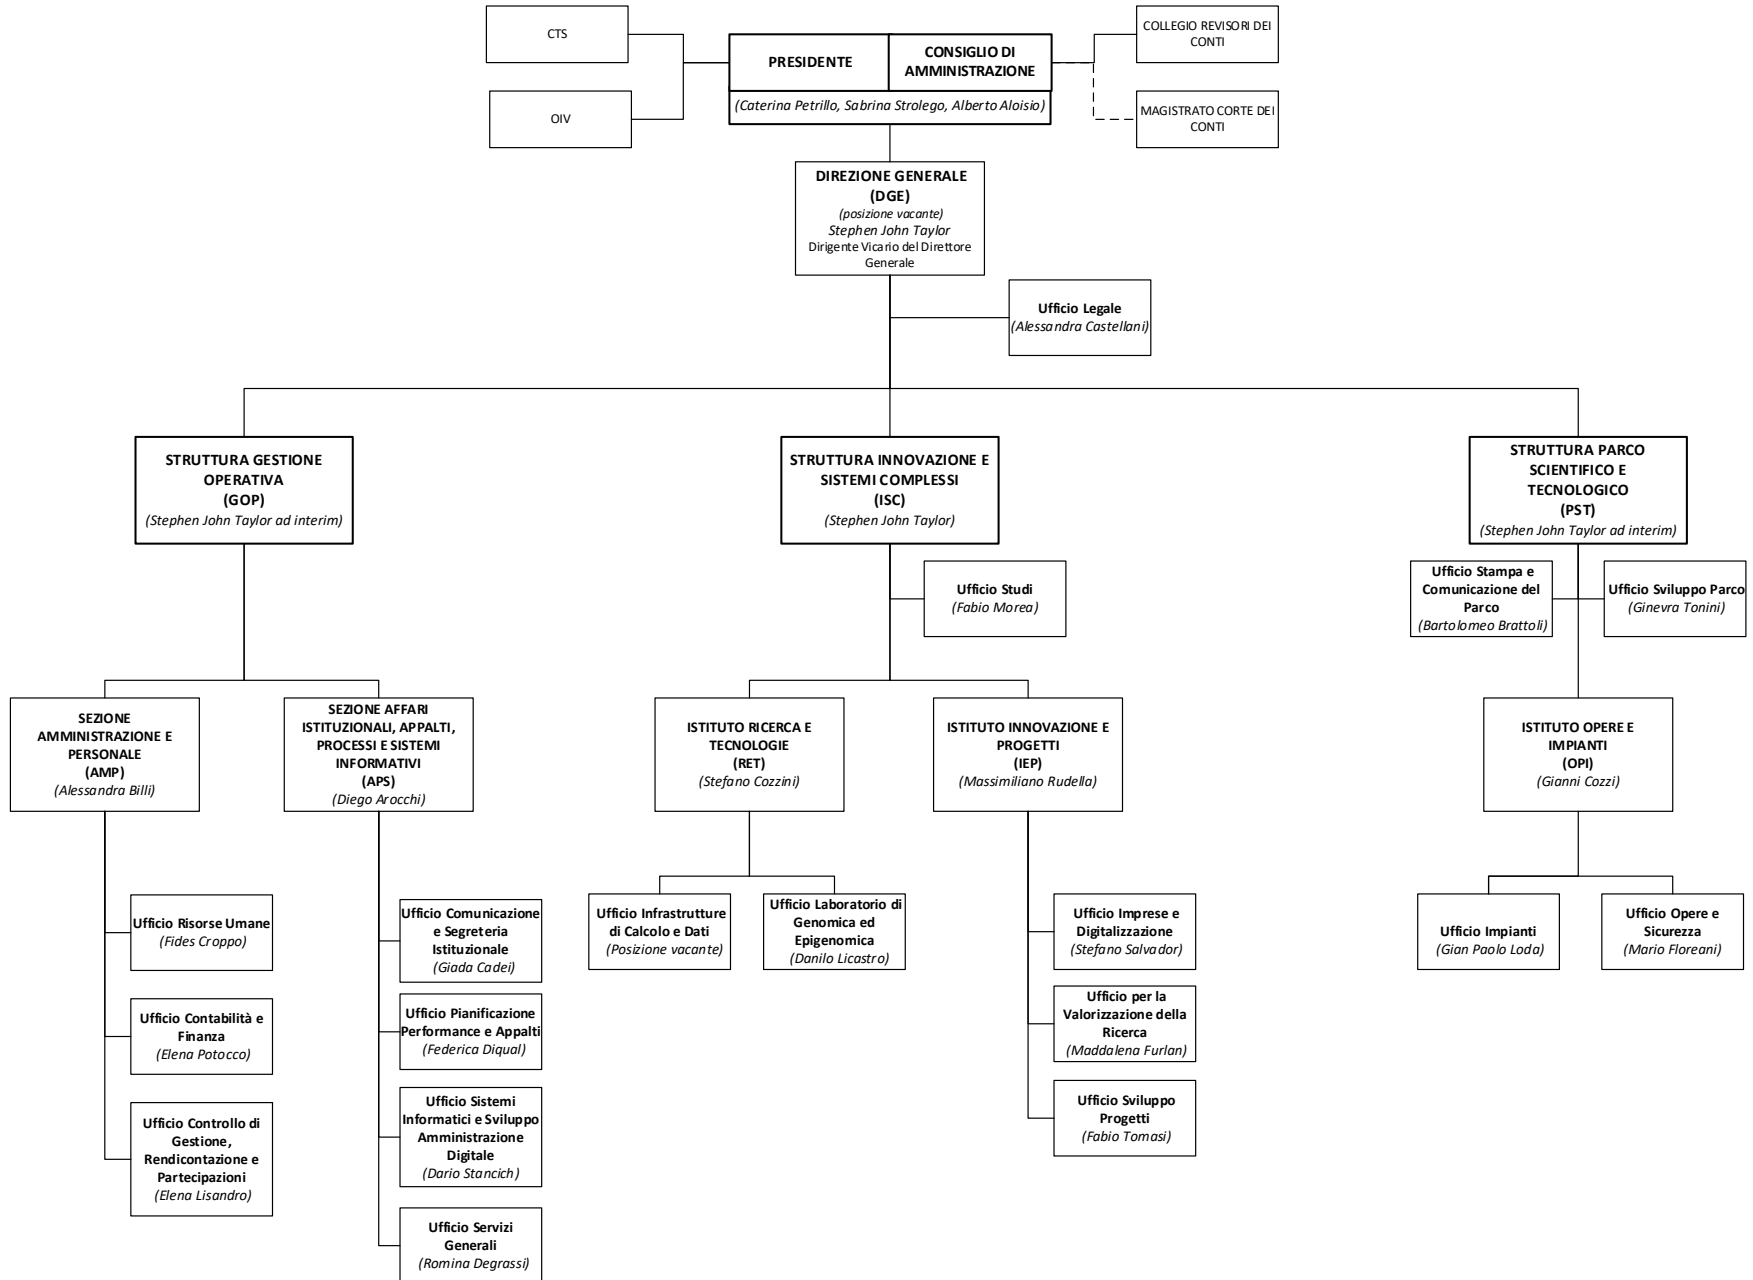 CTS
OIV
PRESIDENTE
CONSIGLIO DI
AMMINISTRAZIONE
(Caterina Petrillo, Sabrina Strolego, Alberto Aloisio)
COLLEGIO REVISORI DEI
CONTI
MAGISTRATO CORTE DEI
CONTI
DIREZIONE GENERALE
(DGE)
(posizione vacante)
Stephen John Taylor
Dirigente Vicario del Direttore
Generale
Ufficio Legale
(Alessandra Castellani)
STRUTTURA GESTIONE
OPERATIVA
(GOP)
(Stephen John Taylor ad interim)
STRUTTURA INNOVAZIONE E
SISTEMI COMPLESSI
(ISC)
(Stephen John Taylor)
STRUTTURA PARCO
SCIENTIFICO E
TECNOLOGICO
(PST)
(Stephen John Taylor ad interim)
Ufficio Studi
(Fabio Morea)
Ufficio Stampa e
Comunicazione del
Parco
(Bartolomeo Brattoli)
Ufficio Sviluppo Parco
(Ginevra Tonini)
SEZIONE
AMMINISTRAZIONE E
PERSONALE
(AMP)
(Alessandra Billi)
SEZIONE AFFARI
ISTITUZIONALI, APPALTI,
PROCESSI E SISTEMI
INFORMATIVI
(APS)
(Diego Arocchi)
ISTITUTO RICERCA E
TECNOLOGIE
(RET)
(Stefano Cozzini)
ISTITUTO INNOVAZIONE E
PROGETTI
(IEP)
(Massimiliano Rudella)
ISTITUTO OPERE E
IMPIANTI
(OPI)
(Gianni Cozzi)
Ufficio Risorse Umane
(Fides Croppo)
Ufficio Contabilità e
Finanza
(Elena Potocco)
Ufficio Controllo di
Gestione,
Rendicontazione e
Partecipazioni
(Elena Lisandro)
Ufficio Comunicazione
e Segreteria
Istituzionale
(Giada Cadei)
Ufficio Pianificazione
Performance e Appalti
(Federica Diqual)
Ufficio Sistemi
Informatici e Sviluppo
Amministrazione
Digitale
(Dario Stancich)
Ufficio Servizi
Generali
(Romina Degrassi)
Ufficio Infrastrutture
di Calcolo e Dati
(Posizione vacante)
Ufficio Laboratorio di
Genomica ed
Epigenomica
(Danilo Licastro)
Ufficio Imprese e
Digitalizzazione
(Stefano Salvador)
Ufficio per la
Valorizzazione della
Ricerca
(Maddalena Furlan)
Ufficio Sviluppo
Progetti
(Fabio Tomasi)
Ufficio Impianti
(Gian Paolo Loda)
Ufficio Opere e
Sicurezza
(Mario Floreani)